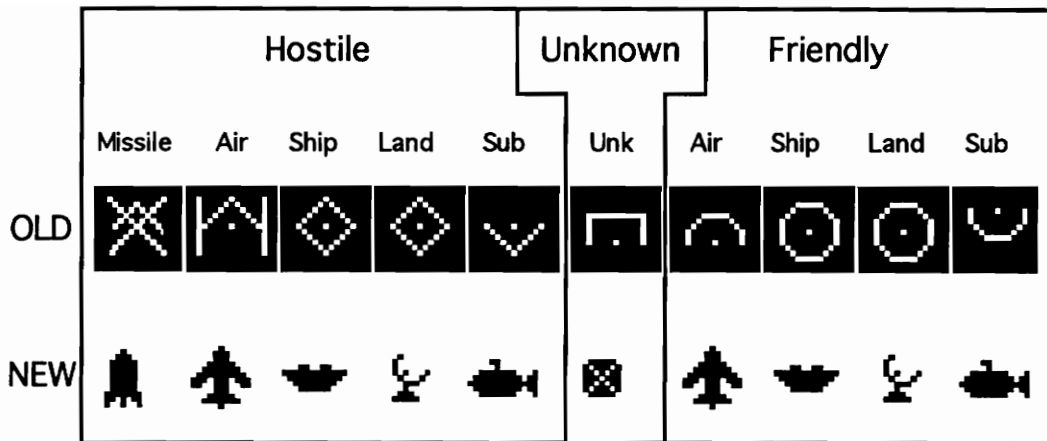 Hostile Unknown Friendly
Missile Air Ship Land Sub Unk Air Ship Land Sub
OLD
NEW